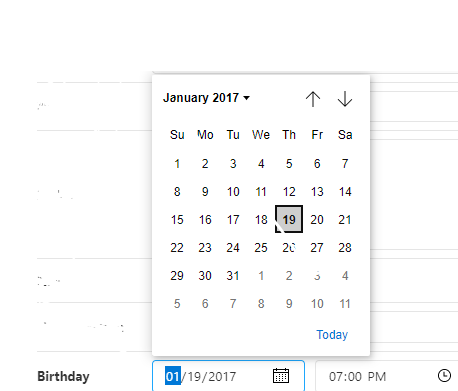 January 2017
Su Mo Tu We Th Fr Sa
1 2 3 4 5 6 7
8 9 10 11 12 13 14
15 16 17 18 19 20 21
22 23 24 25 26 27 28
29 30 31 1 2 3 4
5 6 7 8 9 10 11
Today
Birthday 01/19/2017 07:00 PM